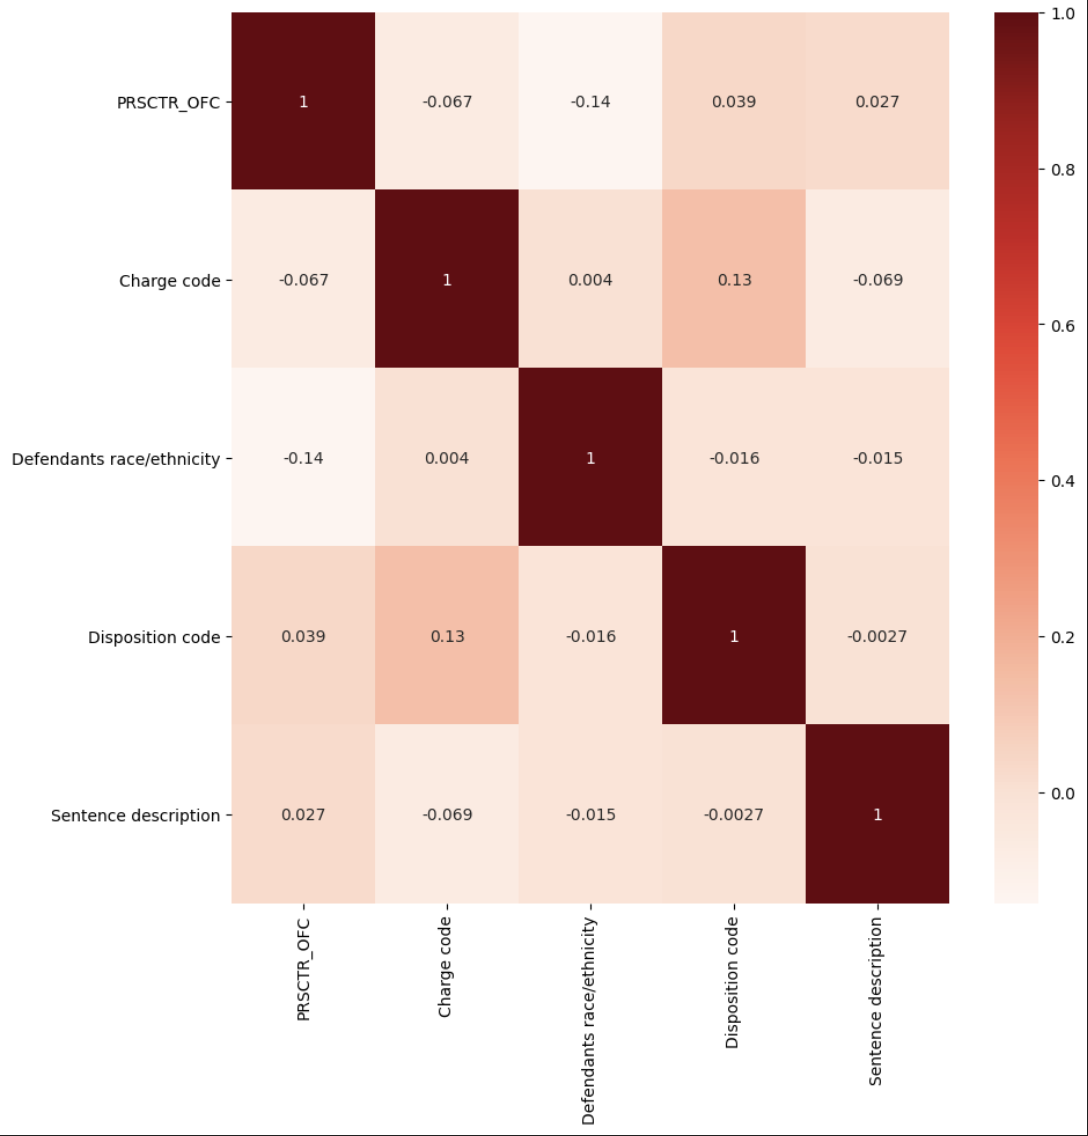 PRSCTR_OFC 1 -0.067 -0.14 0.039 0.027
Charge code -0.067 1 0.004 0.13 -0.069
Defendants race/ethnicity -0.14 0.004 1 -0.016 -0.015
Disposition code 0.039 0.13 -0.016 1 -0.0027
Sentence description 0.027 -0.069 -0.015 -0.0027 1
PRSCTR_OFC
Charge code
Defendants race/ethnicity
Disposition code
Sentence description
1.0
0.8
0.6
0.4
0.2
0.0